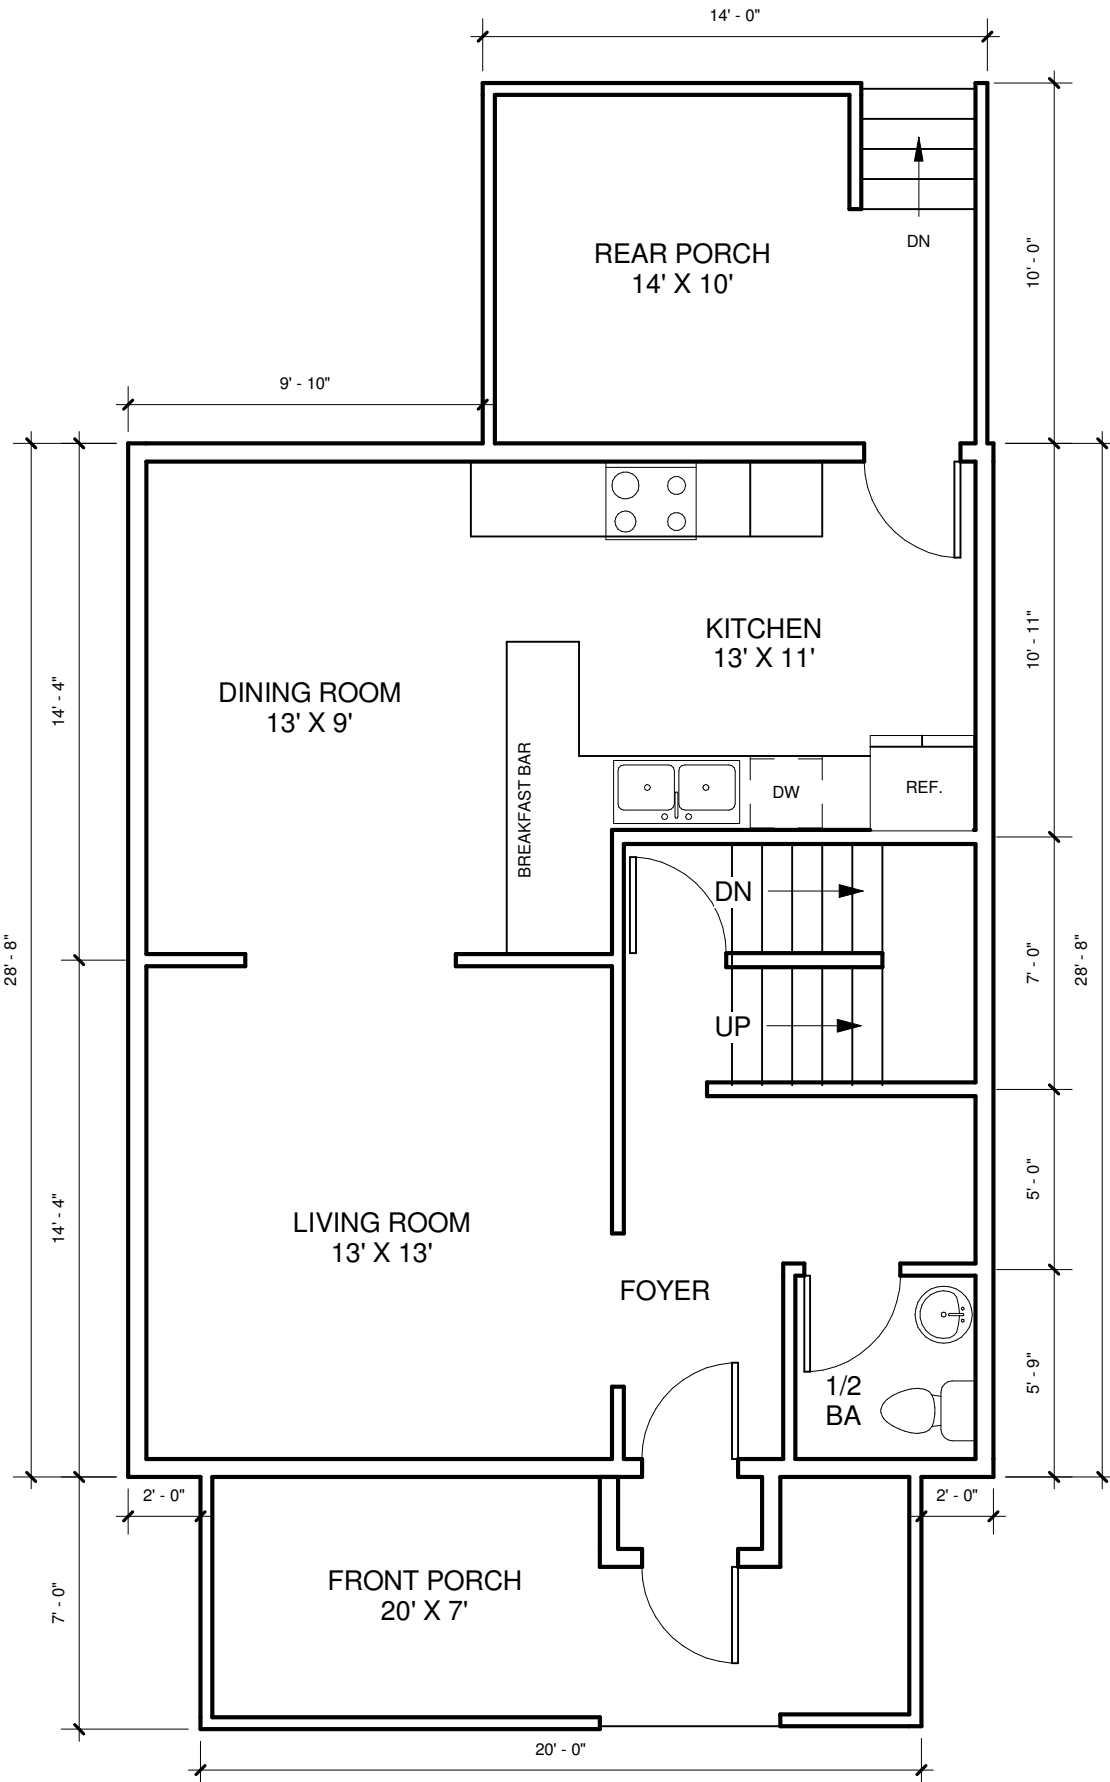 14' - 0"
10' - 0"
DN
REAR PORCH
14' X 10'
9' - 10"
KITCHEN
13' X 11'
10' - 11"
14' - 4"
DINING ROOM
13' X 9'
BREAKFAST BAR
DW
REF.
DN
28' - 8"
7' - 0"
28' - 8"
UP
5' - 0"
14' - 4"
LIVING ROOM
13' X 13'
FOYER
5' - 9"
1/2
BA
2' - 0"
2' - 0"
FRONT PORCH
20' X 7'
7' - 0"
20' - 0"